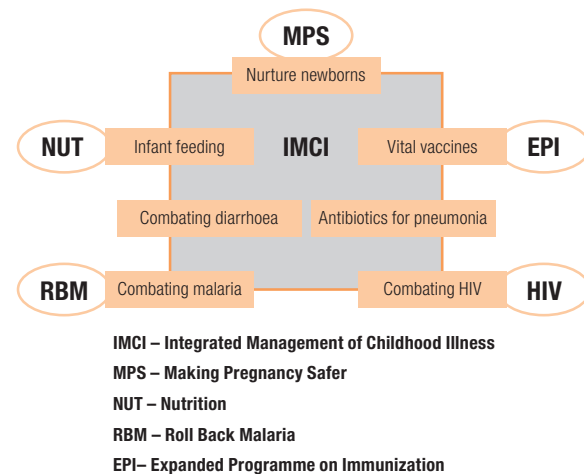 MPS
Nurture newborns
NUT
Infant feeding
IMCI
Vital vaccines
EPI
Combating diarrhoea
Antibiotics for pneumonia
RBM
Combating malaria
Combating HIV
HIV
IMCI – Integrated Management of Childhood Illness
MPS – Making Pregnancy Safer
NUT – Nutrition
RBM – Roll Back Malaria
EPI– Expanded Programme on Immunization